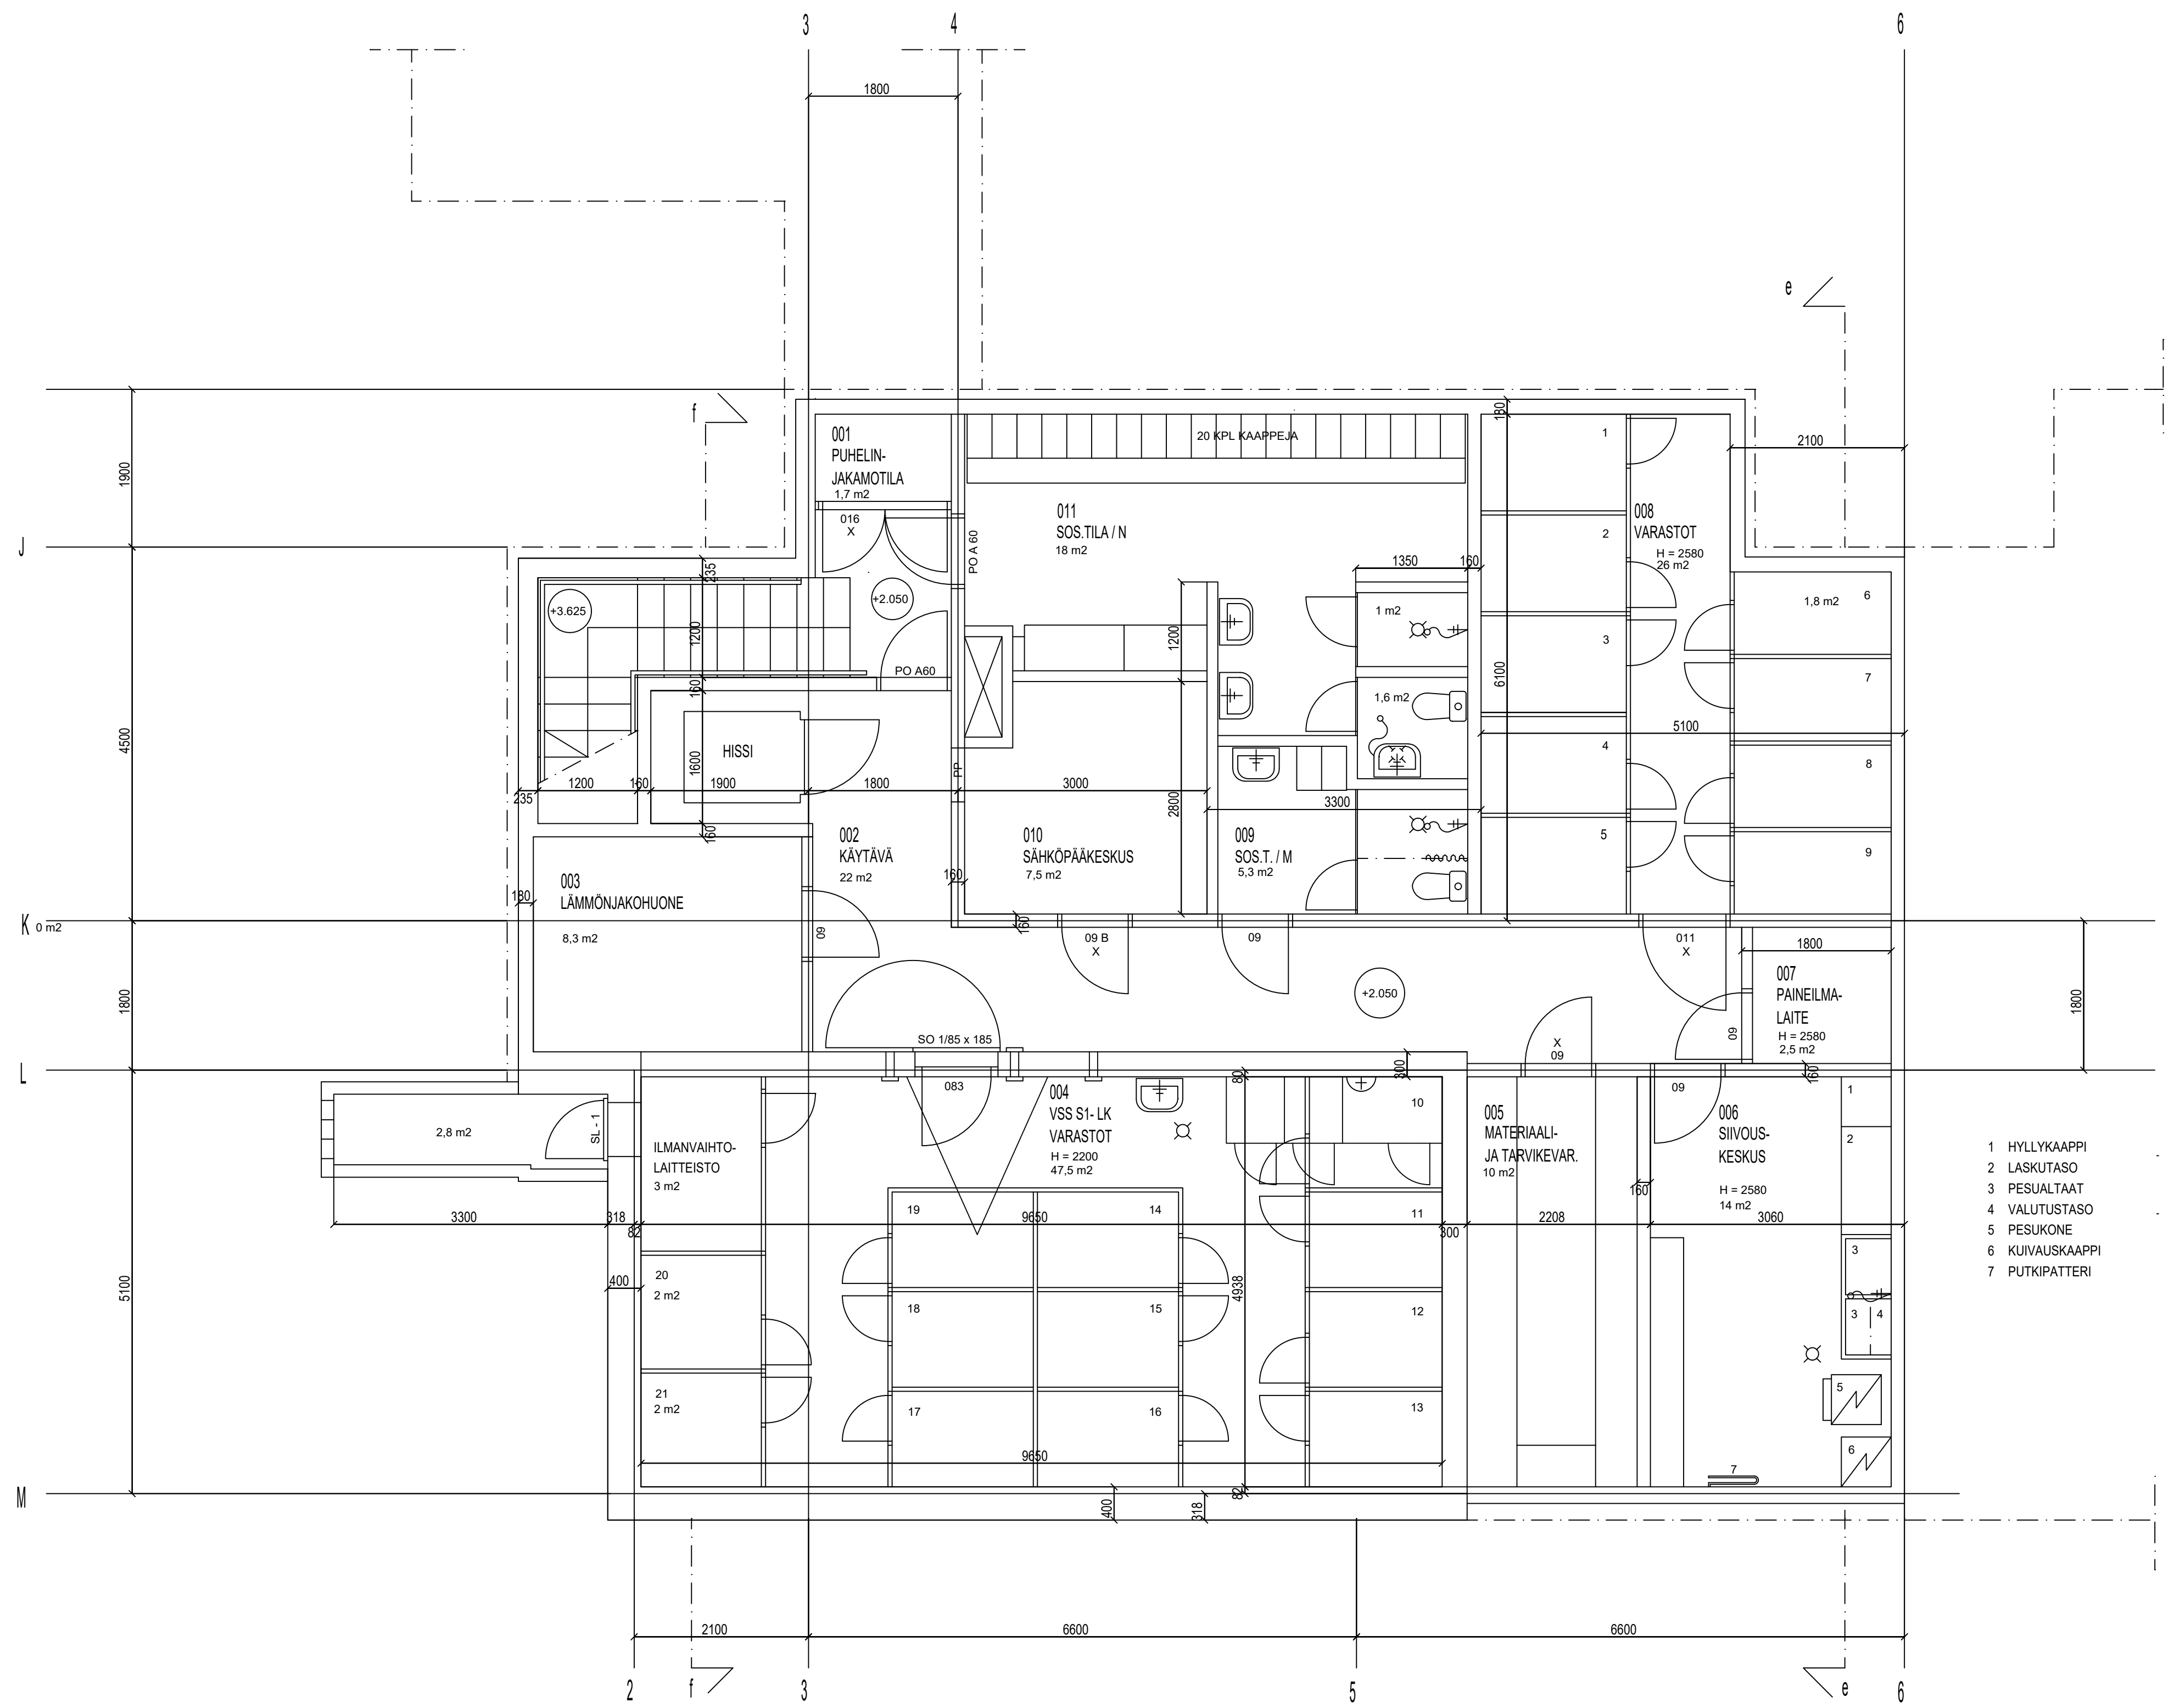 3
4
6
1800
e
f
001
PUHELIN-
JAKAMOTILA
1,7 m2
20 KPL KAAPPEJA
180
1
2100
1900
016
X
PO A 60
011
SOS.TILA / N
18 m2
008
VARASTOT
H = 2580
26 m2
2
J
235
1350
160
+3.625
+2.050
1 m2
1,8 m2
6
1200
1200
3
PO A60
160
1,6 m2
6100
7
4500
HISSI
1600
5100
4
8
PP
235
1200
160
1900
1800
3000
2800
3300
160
002
KÄYTÄVÄ
22 m2
010
SÄHKÖPÄÄKESKUS
7,5 m2
009
SOS.T. / M
5,3 m2
5
9
003
LÄMMÖNJAKOHUONE
8,3 m2
180
160
K
0 m2
160
09
09 B
X
09
011
X
1800
1800
1800
+2.050
007
PAINEILMA-
LAITE
H = 2580
2,5 m2
09
SO 1/85 x 185
X
09
L
300
80
160
083
004
VSS S1- LK
VARASTOT
H = 2200
47,5 m2
10
005
MATERIAALI-
JA TARVIKEVAR.
10 m2
09
006
SIIVOUS-
KESKUS
H = 2580
14 m2
1
2
2,8 m2
SL - 1
ILMANVAIHTO-
LAITTEISTO
3 m2
160
1 HYLLYKAAPPI
2 LASKUTASO
3 PESUALTAAT
4 VALUTUSTASO
5 PESUKONE
6 KUIVAUSKAAPPI
7 PUTKIPATTERI
3300
318
82
9650
19
14
11
300
2208
3060
3
5100
400
20
2 m2
18
15
4938
12
3
4
21
2 m2
17
16
13
5
9650
6
7
M
400
318
82
2100
6600
6600
2
f
3
5
e
6